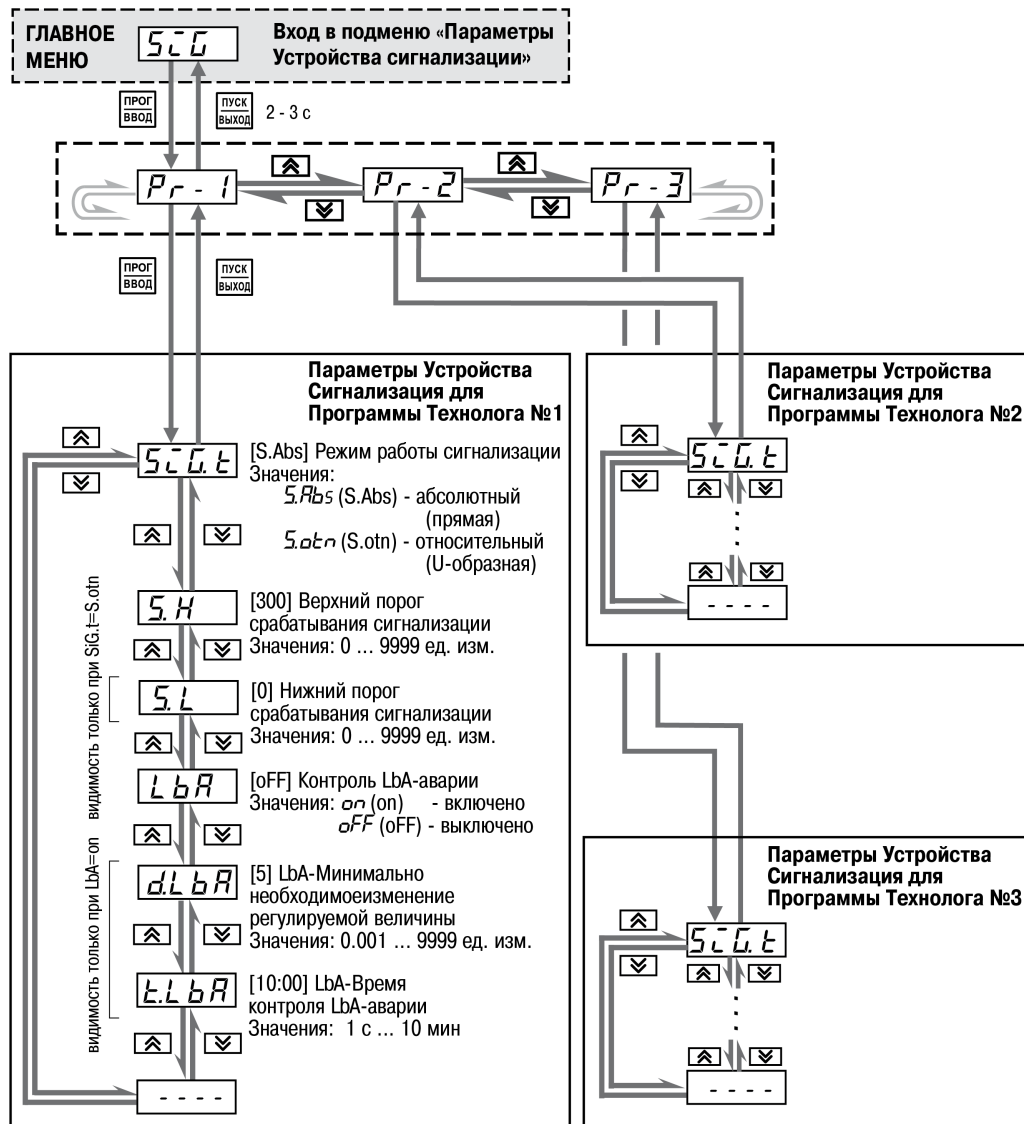 ГЛАВНОЕ
МЕНЮ
SiG
Вход в подменю «Параметры
Устройства сигнализации»
ПРОГ
ВВОД
ПУСК
ВЫХОД
2 - 3 с
Pr - 1
Pr - 2
Pr - 3
ПРОГ
ВВОД
ПУСК
ВЫХОД
Параметры Устройства
Сигнализация для
Программы Технолога №1
SiG.t
[S.Abs] Режим работы сигнализации
Значения:
S.Abs (S.Abs) - абсолютный
(прямая)
S.otn (S.otn) - относительный
(U-образная)
S.H
[300] Верхний порог
срабатывания сигнализации
Значения: 0 ... 9999 ед. изм.
видимость только при SiG.t=S.otn
S.L
[0] Нижний порог
срабатывания сигнализации
Значения: 0 ... 9999 ед. изм.
LbA
[oFF] Контроль LbA-аварии
Значения: on (on) - включено
oFF (oFF) - выключено
видимость только при LbA=on
d.LbA
[5] LbA-Минимально
необходимоеизменение
регулируемой величины
Значения: 0.001 ... 9999 ед. изм.
t.LbA
[10:00] LbA-Время
контроля LbA-аварии
Значения: 1 с ... 10 мин
- - - -
Параметры Устройства
Сигнализация для
Программы Технолога №2
SiG.t
- - - -
Параметры Устройства
Сигнализация для
Программы Технолога №3
SiG.t
- - - -